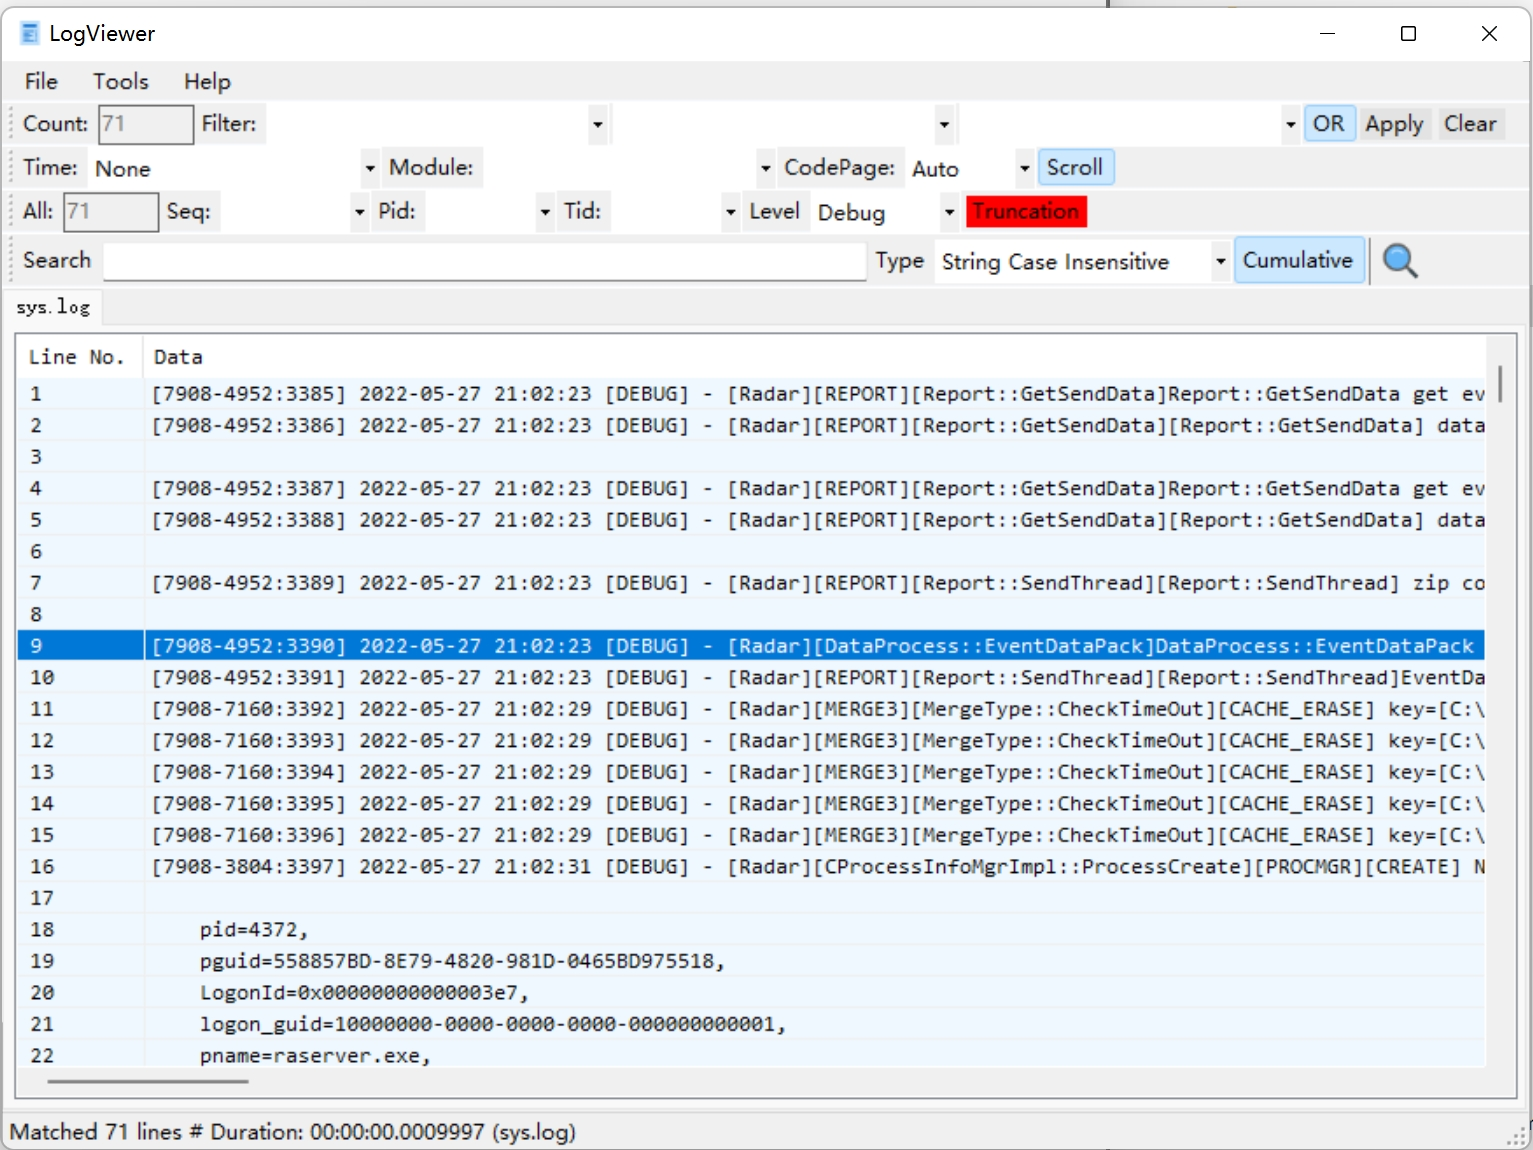 LogViewer
File Tools Help
Count: 71 Filter: OR Apply Clear
Time: None Module: CodePage: Auto Scroll
All: 71 Seq: Pid: Tid: Level Debug Truncation
Search Type String Case Insensitive Cumulative
sys.log
Line No. Data
1 [7908-4952:3385] 2022-05-27 21:02:23 [DEBUG] - [Radar][REPORT][Report::GetSendData]Report::GetSendData get ev
2 [7908-4952:3386] 2022-05-27 21:02:23 [DEBUG] - [Radar][REPORT][Report::GetSendData][Report::GetSendData] data
3
4 [7908-4952:3387] 2022-05-27 21:02:23 [DEBUG] - [Radar][REPORT][Report::GetSendData]Report::GetSendData get ev
5 [7908-4952:3388] 2022-05-27 21:02:23 [DEBUG] - [Radar][REPORT][Report::GetSendData][Report::GetSendData] data
6
7 [7908-4952:3389] 2022-05-27 21:02:23 [DEBUG] - [Radar][REPORT][Report::SendThread][Report::SendThread] zip co
8
9 [7908-4952:3390] 2022-05-27 21:02:23 [DEBUG] - [Radar][DataProcess::EventDataPack]DataProcess::EventDataPack
10 [7908-4952:3391] 2022-05-27 21:02:23 [DEBUG] - [Radar][REPORT][Report::SendThread][Report::SendThread]EventDa
11 [7908-7160:3392] 2022-05-27 21:02:29 [DEBUG] - [Radar][MERGE3][MergeType::CheckTimeOut][CACHE_ERASE] key=[C:\
12 [7908-7160:3393] 2022-05-27 21:02:29 [DEBUG] - [Radar][MERGE3][MergeType::CheckTimeOut][CACHE_ERASE] key=[C:\
13 [7908-7160:3394] 2022-05-27 21:02:29 [DEBUG] - [Radar][MERGE3][MergeType::CheckTimeOut][CACHE_ERASE] key=[C:\
14 [7908-7160:3395] 2022-05-27 21:02:29 [DEBUG] - [Radar][MERGE3][MergeType::CheckTimeOut][CACHE_ERASE] key=[C:\
15 [7908-7160:3396] 2022-05-27 21:02:29 [DEBUG] - [Radar][MERGE3][MergeType::CheckTimeOut][CACHE_ERASE] key=[C:\
16 [7908-3804:3397] 2022-05-27 21:02:31 [DEBUG] - [Radar][CProcessInfoMgrImpl::ProcessCreate][PROCMGR][CREATE] N
17
18 pid=4372,
19 pguid=558857BD-8E79-4820-981D-0465BD975518,
20 LogonId=0x00000000000003e7,
21 logon_guid=10000000-0000-0000-0000-000000000001,
22 pname=raserver.exe,
Matched 71 lines # Duration: 00:00:00.0009997 (sys.log)